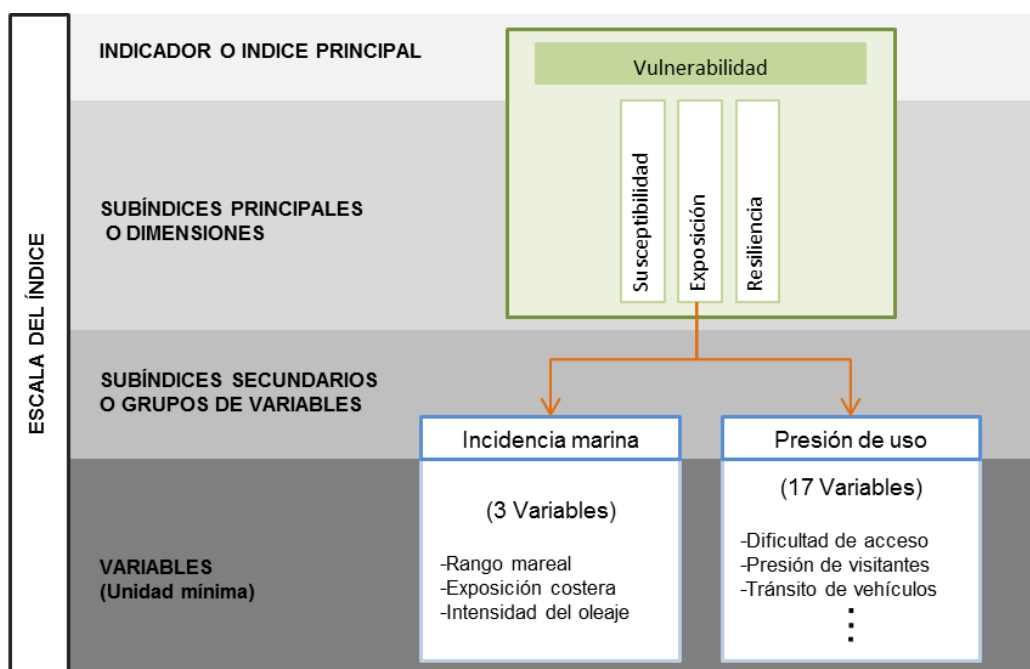 ESCALA DEL ÍNDICE
INDICADOR O INDICE PRINCIPAL
Vulnerabilidad
SUBÍNDICES PRINCIPALES
O DIMENSIONES
Susceptibilidad
Exposición
Resiliencia
SUBÍNDICES SECUNDARIOS
O GRUPOS DE VARIABLES
Incidencia marina
Presión de uso
VARIABLES
(Unidad mínima)
(3 Variables)
-Rango mareal
-Exposición costera
-Intensidad del oleaje
(17 Variables)
-Dificultad de acceso
-Presión de visitantes
-Tránsito de vehículos